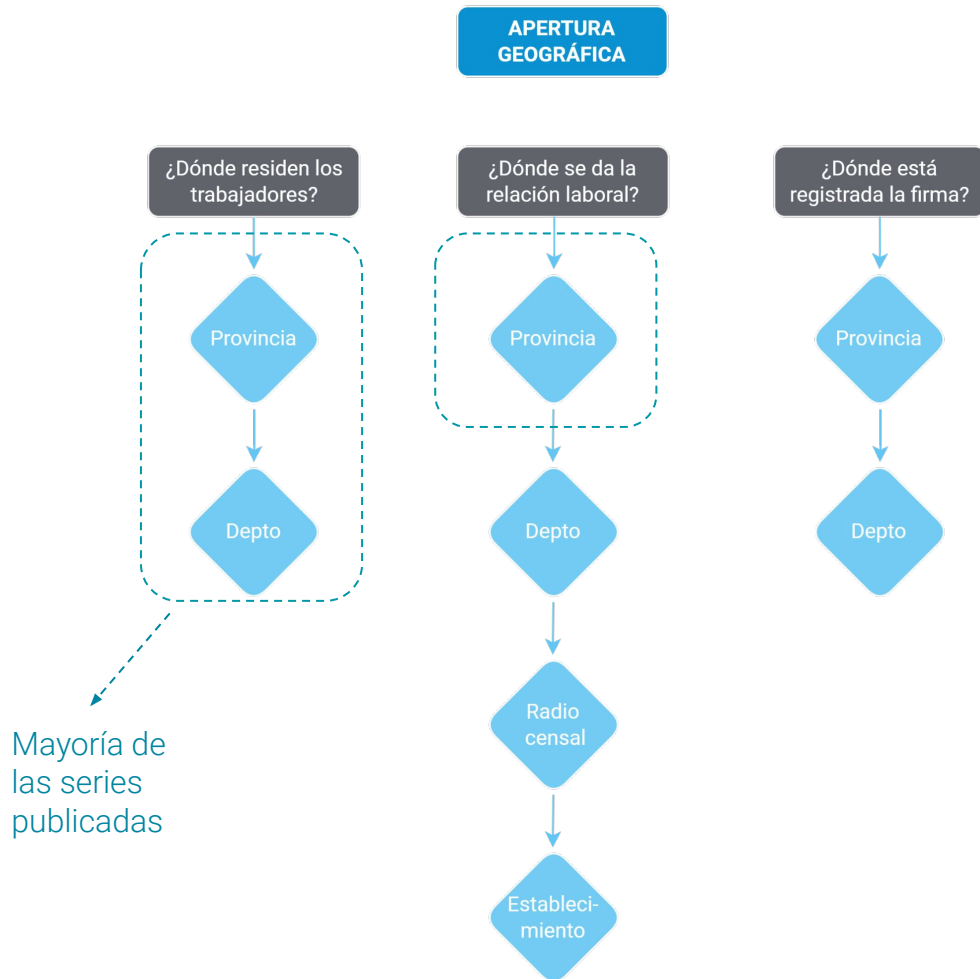 APERTURA
GEOGRÁFICA
¿Dónde residen los
trabajadores?
Provincia
Depto
Mayoría de
las series
publicadas
¿Dónde se da la
relación laboral?
Provincia
Depto
Radio
censal
Estableci-
miento
¿Dónde está
registrada la firma?
Provincia
Depto